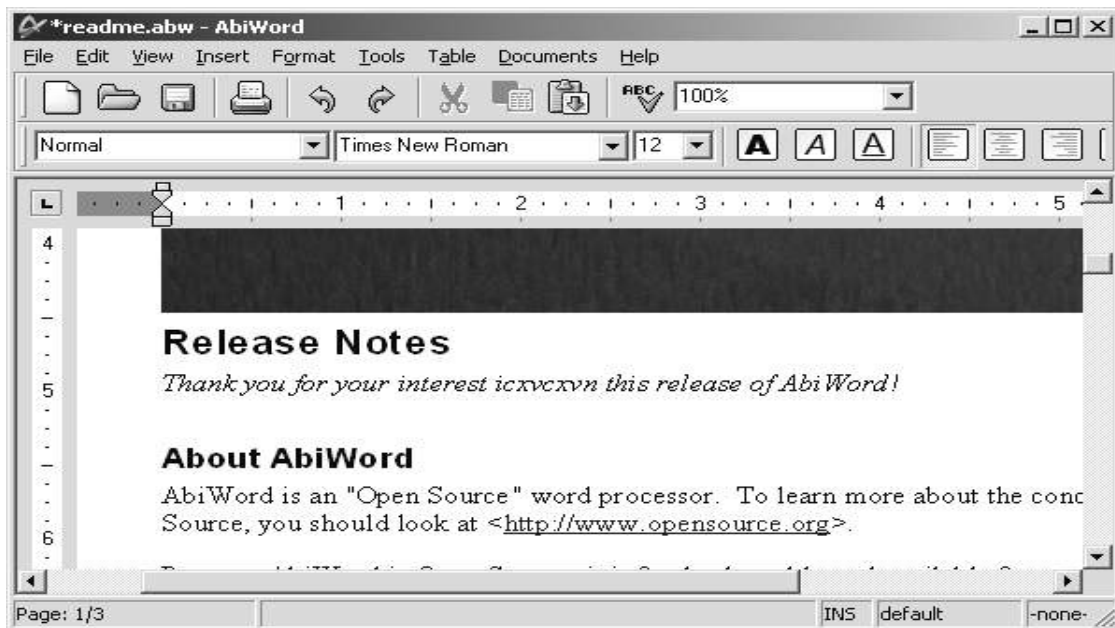 *readme.abw - AbiWord
File Edit View Insert Format Tools Table Documents Help
ABC 100%
Normal Times New Roman 12 A A A
L 1 2 3 4 5
4
Release Notes
Thank you for your interest icxvcxvn this release of AbiWord!
5
About AbiWord
AbiWord is an "Open Source" word processor. To learn more about the conc
Source, you should look at <http://www.opensource.org>.
6
Page: 1/3 INS default -none-